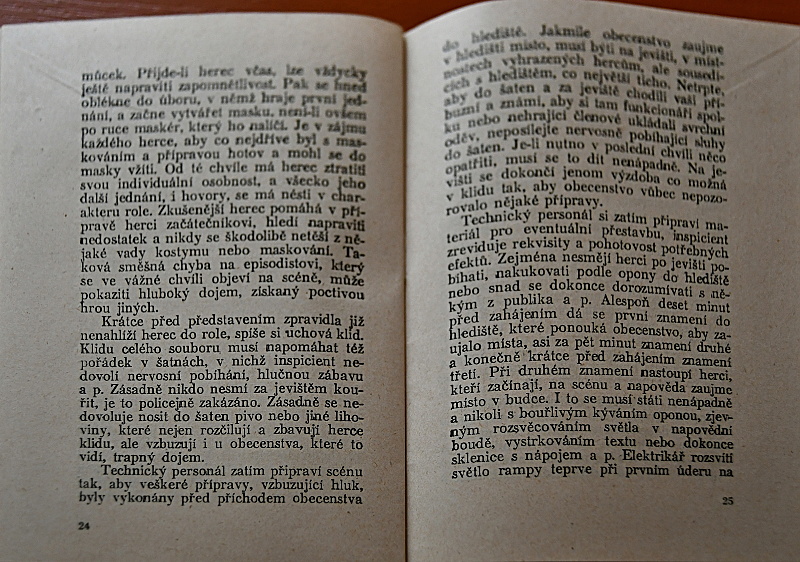 můcek. Přijde-li herec včas, lze vždycky
ještě napraviti zapomnětlivost. Pak se hned
oblékne do úboru, v němž hraje první jed-
nání, a začne vytvářet masku, není-li ovšem
po ruce maskér, který ho nalíčí. Je v zájmu
každého herce, aby co nejdříve byl s mas-
kováním a přípravou hotov a mohl se do
masky vžíti. Od té chvíle má herec ztratiti
svou individuální osobnost, a všecko jeho
další jednání, i hovory, se má nésti v char-
akteru role. Zkušenější herec pomáhá v pří-
pravě herci začátečníkovi, hledí napraviti
nedostatek a nikdy se škodolibě netěší z ně-
jaké vady kostymu nebo maskování. Ta-
ková směšná chyba na episodistovi, který
se ve vážné chvíli objeví na scéně, může
pokaziti hluboký dojem, získaný poctivou
hrou jiných.
Krátce před představením zpravidla již
nenahlíží herec do role, spíše si uchová klid.
Klidu celého souboru musí napomáhat též
pořádek v šatnách, v nichž inspicient ne-
dovolí nervosní pobíhání, hlučnou zábavu
a p. Zásadně nikdo nesmí za jevištěm kou-
řit, je to policejně zakázáno. Zásadně se ne-
dovoluje nosit do šaten pivo nebo jiné liho-
viny, které nejen rozčilují a zbavují herce
klidu, ale vzbuzují i u obecenstva, které to
vidí, trapný dojem.
Technický personál zatím připraví scénu
tak, aby veškeré přípravy, vzbuzující hluk,
byly vykonány před příchodem obecenstva
24
do hlediště. Jakmile obecenstvo zaujme
v hledišti místo, musí býti na jevišti, v míst-
nostech vyhrazených hercům, ale sousedí-
cích s hledištěm, co největší ticho. Netrpte,
aby do šaten a za jeviště chodili vaši pří-
buzní a známí, aby si tam funkcionáři spol-
ku nebo nehrající členové ukládali svrchní
oděv, neposílejte nervosně pobíhající sluhy
do šaten. Je-li nutno v poslední chvíli něco
opatřiti, musí se to dít nenápadně. Na je-
višti se dokončí jenom výzdoba co možná
v klidu tak, aby obecenstvo vůbec nepozo-
rovalo nějaké přípravy.
Technický personál si zatím připraví ma-
teriál pro eventuální přestavbu, inspicient
zreviduje rekvisity a pohotovost potřebných
efektů. Zejména nesmějí herci po jevišti po-
bíhati, nakukovati podle opony do hlediště
nebo snad se dokonce dorozumívati s ně-
kým z publika a p. Alespoň deset minut
před zahájením dá se první znamení do
hlediště, které ponouká obecenstvo, aby za-
ujalo místa, asi za pět minut znamení druhé
a konečně krátce před zahájením znamení
třetí. Při druhém znamení nastoupí herci,
kteří začínají, na scénu a napověda zaujme
místo v budce. I to se musí státi nenápadně
a nikoli s bouřlivým kýváním oponou, zjev-
ným rozsvěcováním světla v napovědní
boudě, vystrkováním textu nebo dokonce
sklenice s nápojem a p. Elektrikář rozsvítí
světlo rampy teprve při prvním úderu na
25